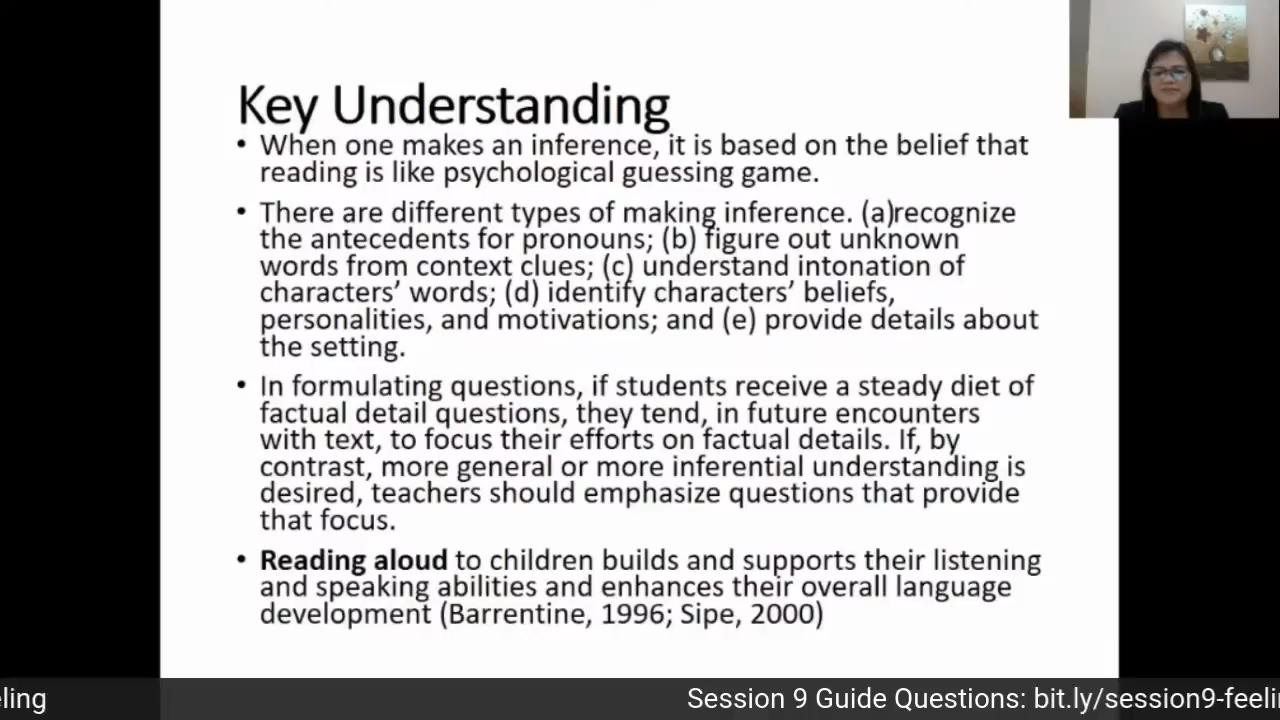 Key Understanding
• When one makes an inference, it is based on the belief that
reading is like psychological guessing game.
• There are different types of making inference. (a)recognize
the antecedents for pronouns; (b) figure out unknown
words from context clues; (c) understand intonation of
characters’ words; (d) identify characters’ beliefs,
personalities, and motivations; and (e) provide details about
the setting.
• In formulating questions, if students receive a steady diet of
factual detail questions, they tend, in future encounters
with text, to focus their efforts on factual details. If, by
contrast, more general or more inferential understanding is
desired, teachers should emphasize questions that provide
that focus.
• Reading aloud to children builds and supports their listening
and speaking abilities and enhances their overall language
development (Barrentine, 1996; Sipe, 2000)
eling Session 9 Guide Questions: bit.ly/session9-feeli